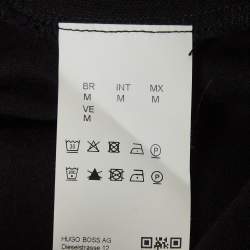 BR INT MX
M M M
VE
M
HUGO BOSS AG
Dieselstrasse 12